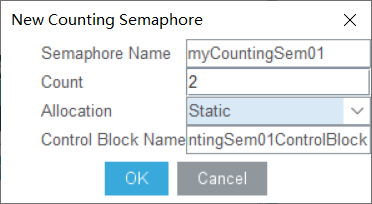 New Counting Semaphore
Semaphore Name myCountingSem01
Count 2
Allocation Static
Control Block Name ntingSem01ControlBlock
OK Cancel